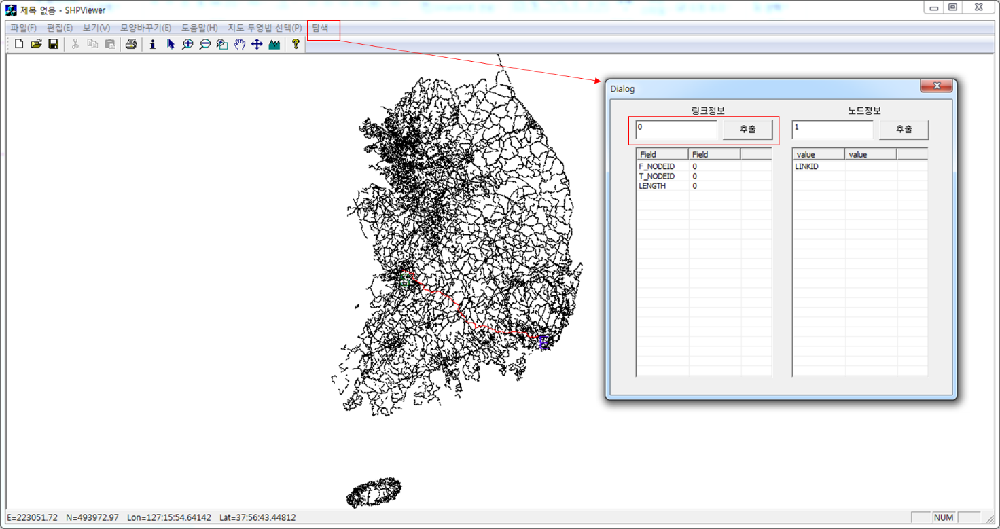 제목 없음 - SHPViewer
파일(F) 편집(E) 보기(V) 모양바꾸기(E) 도움말(H) 지도 투영법 선택(P) 탐색
Dialog
링크정보 노드정보
0 추출 1 추출
Field Field value value
F_NODEID 0 LINKID
T_NODEID 0
LENGTH 0
E=223051.72 N=493972.97 Lon=127:15:54.64142 Lat=37:56:43.44812 NUM